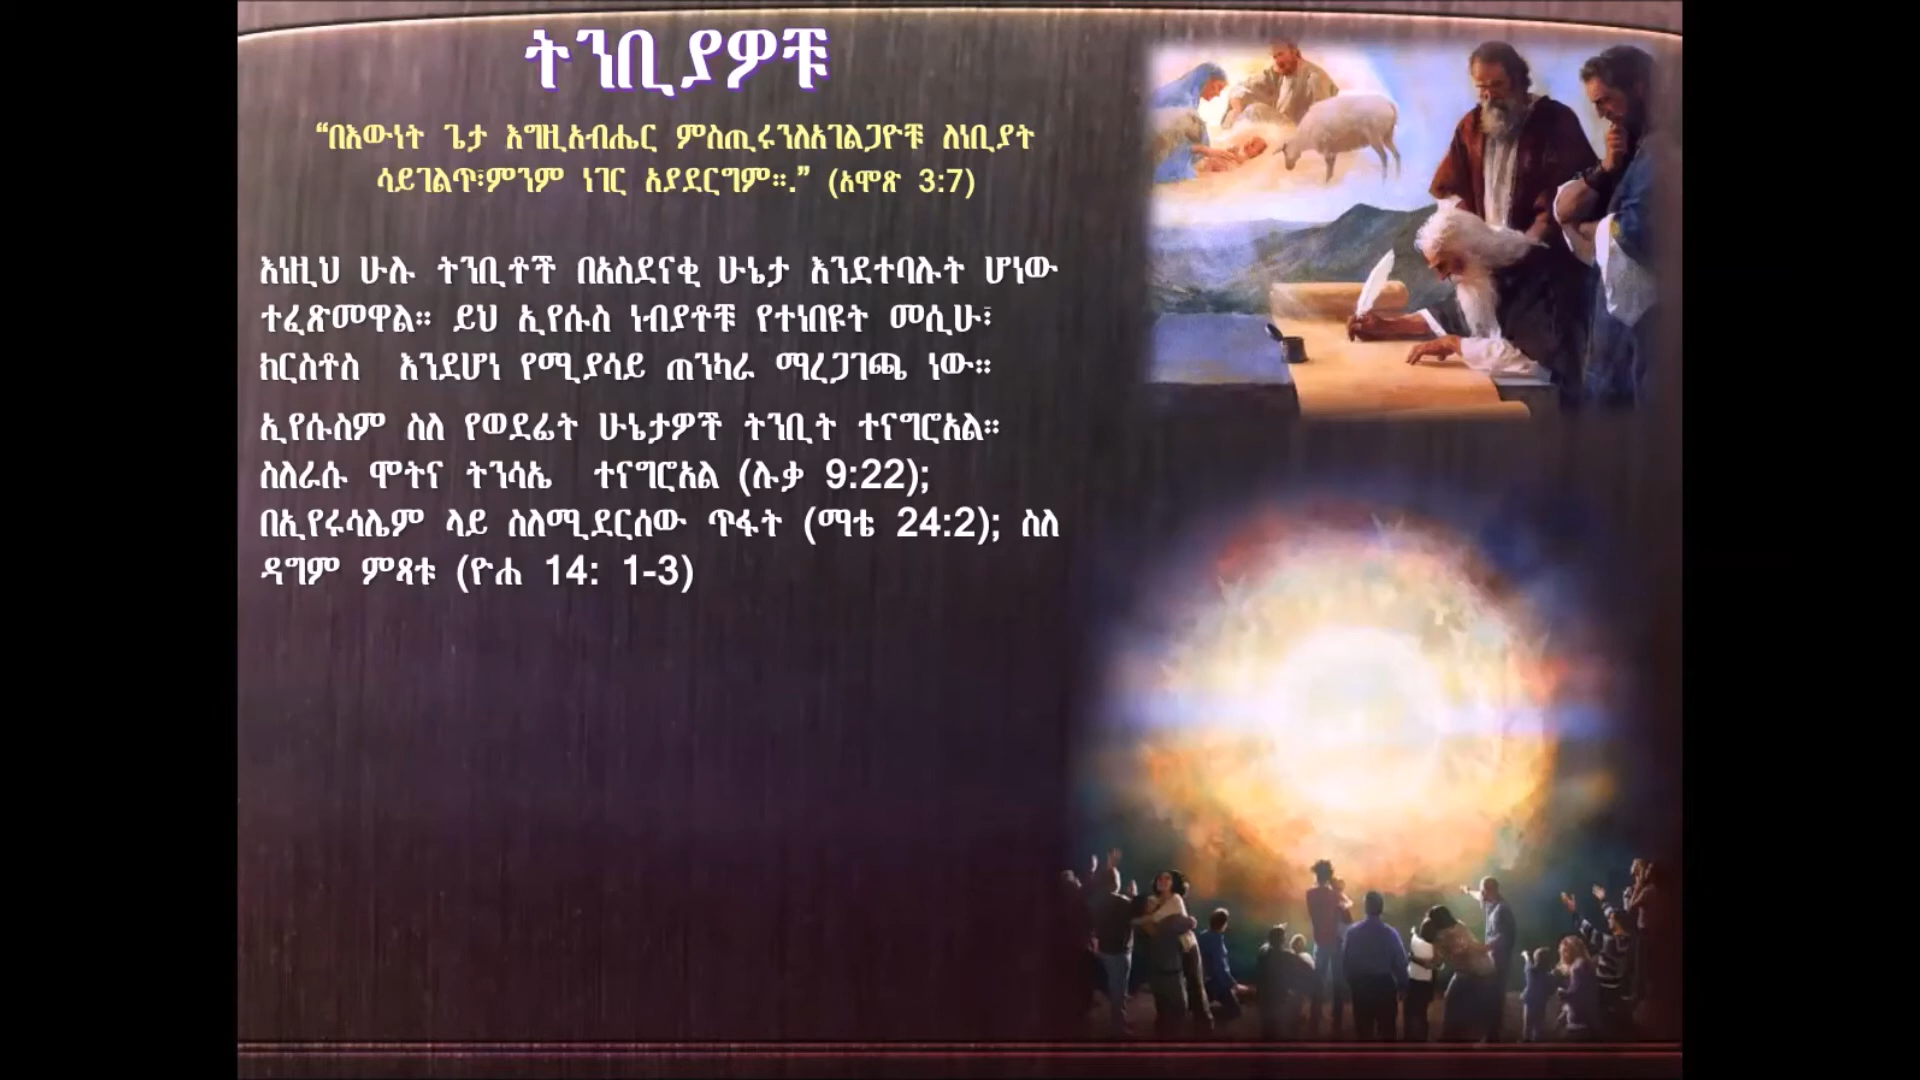 ትንቢያዎቹ
“በእውነት ጌታ እግዚአብሔር ምስጢሩንለአገልጋዮቹ ለነቢያት
ሳይገልጥ፣ምንም ነገር አያደርግም።.” (አሞጽ 3:7)
እነዚህ ሁሉ ትንቢቶች በአስደናቂ ሁኔታ እንደተባሉት ሆነው
ተፈጽመዋል። ይህ ኢየሱስ ነብያቶቹ የተነበዩት መሲሁ፣
ክርስቶስ እንደሆነ የሚያሳይ ጠንካራ ማረጋገጫ ነው።
ኢየሱስም ስለ የወደፊት ሁኔታዎች ትንቢት ተናግሮአል።
ስለራሱ ሞትና ትንሳኤ ተናግሮአል (ሉቃ 9:22);
በኢየሩሳሌም ላይ ስለሚደርሰው ጥፋት (ማቴ 24:2); ስለ
ዳግም ምጻቱ (ዮሐ 14: 1-3)